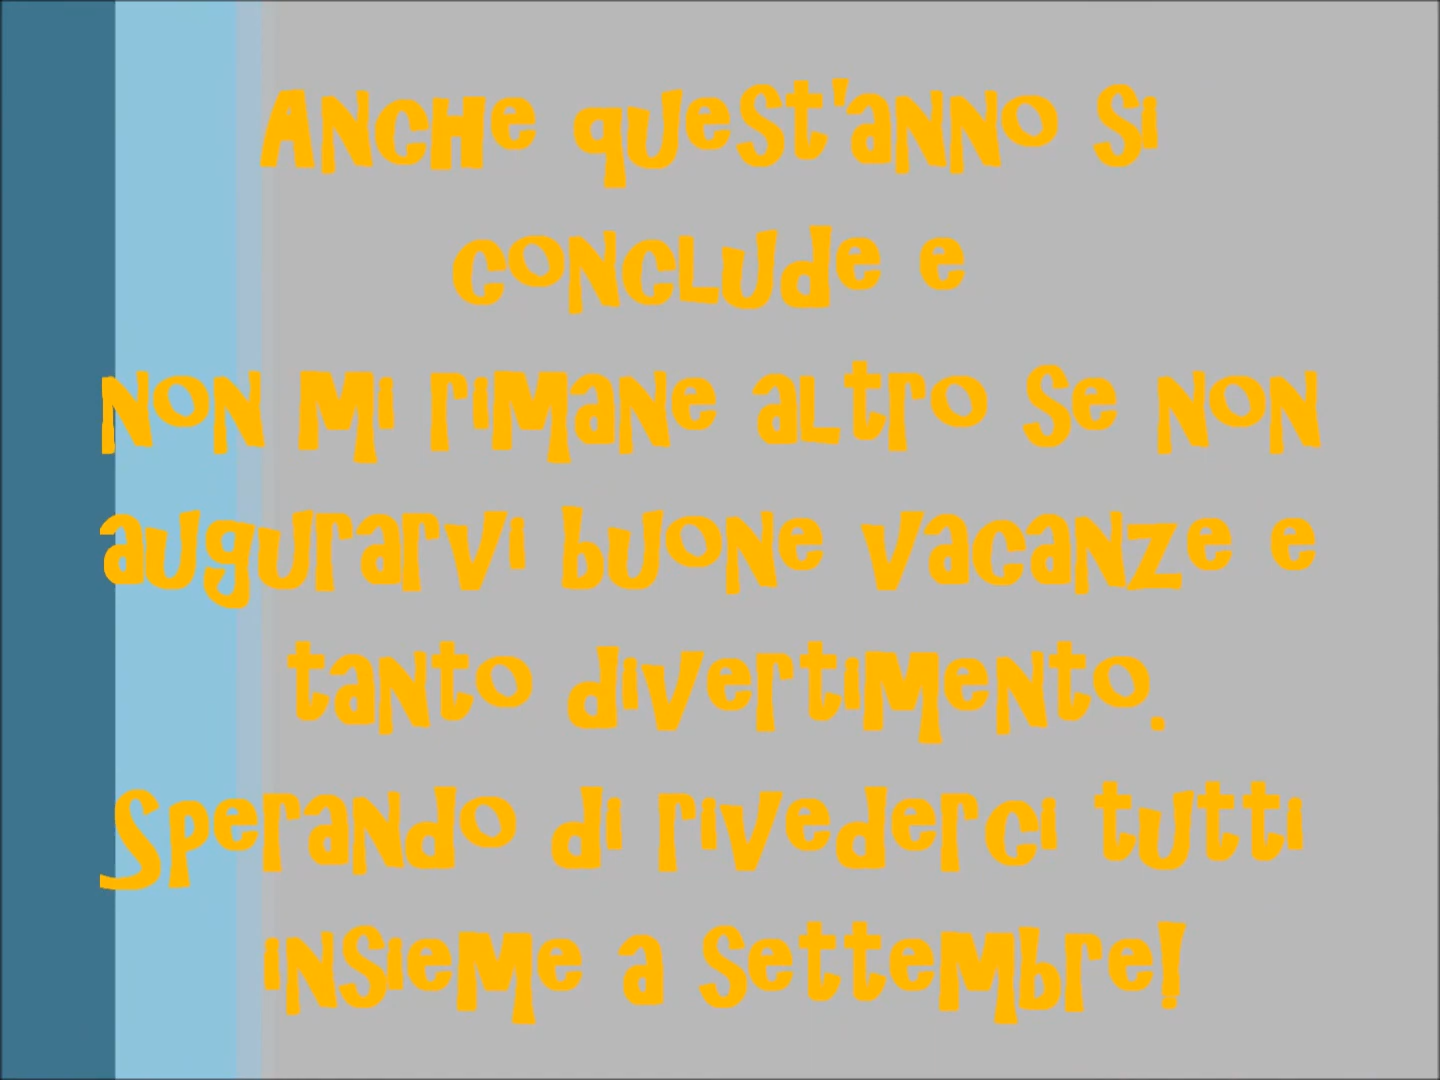 Anche quest'anno si
conclude e
non mi rimane altro se non
augurarvi buone vacanze e
tanto divertimento.
Sperando di rivederci tutti
insieme a settembre!